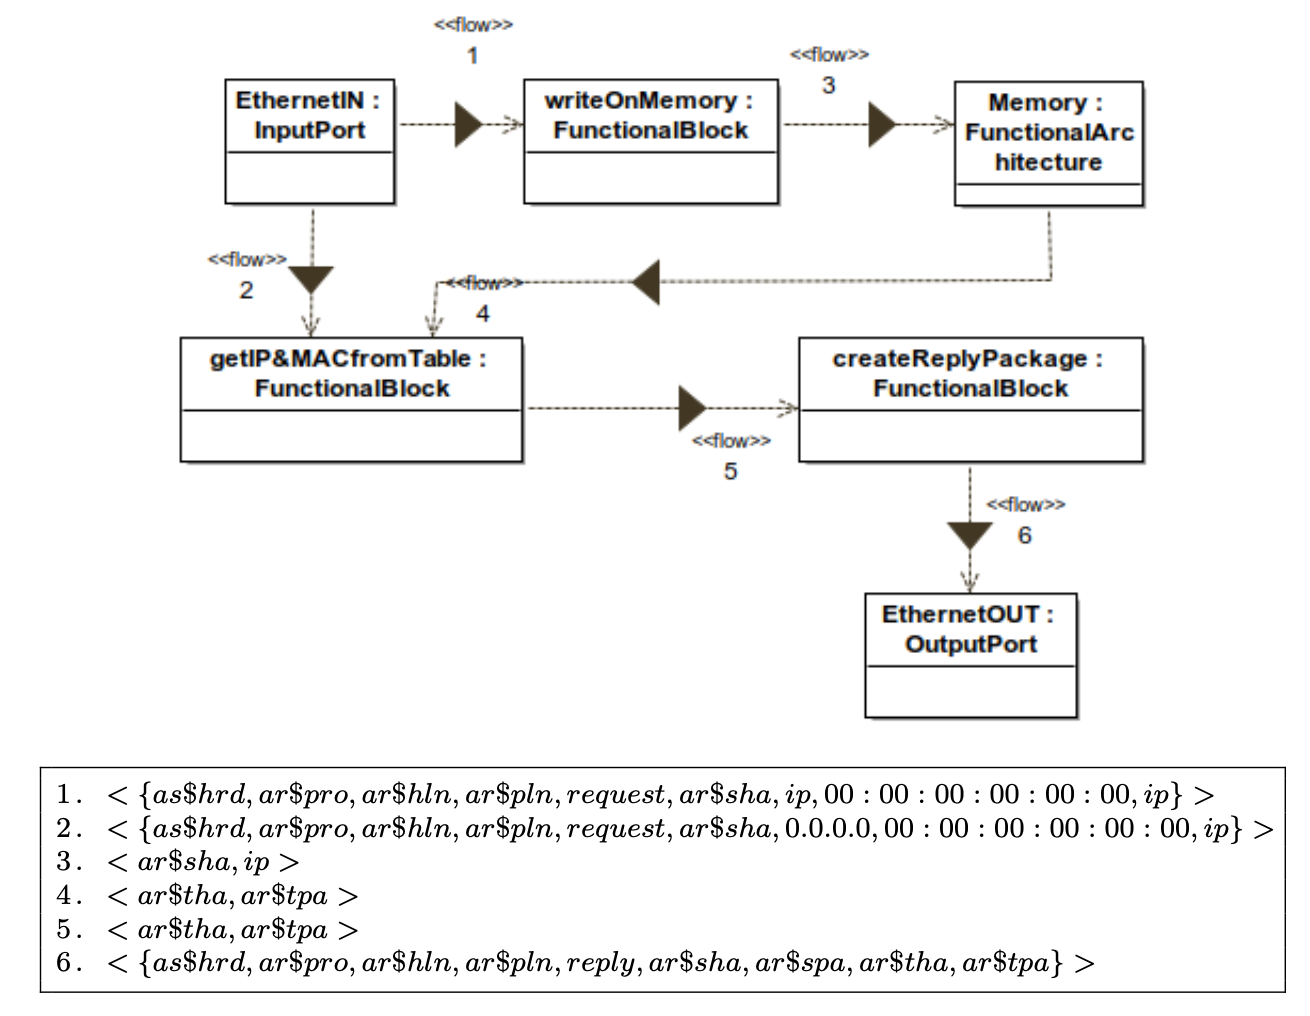 <<flow>>
1
<<flow>>
3
EthernetIN :
InputPort
writeOnMemory :
FunctionalBlock
Memory :
FunctionalArc
hitecture
<<flow>>
2
<<flow>>
4
getIP&MACfromTable :
FunctionalBlock
createReplyPackage :
FunctionalBlock
<<flow>>
5
<<flow>>
6
EthernetOUT :
OutputPort
1. < {as$hrd, ar$pro, ar$hln, ar$pln, request, ar$sha, ip, 00 : 00 : 00 : 00 : 00 : 00, ip} >
2. < {as$hrd, ar$pro, ar$hln, ar$pln, request, ar$sha, 0.0.0.0, 00 : 00 : 00 : 00 : 00 : 00, ip} >
3. < ar$sha, ip >
4. < ar$tha, ar$tpa >
5. < ar$tha, ar$tpa >
6. < {as$hrd, ar$pro, ar$hln, ar$pln, reply, ar$sha, ar$spa, ar$tha, ar$tpa} >